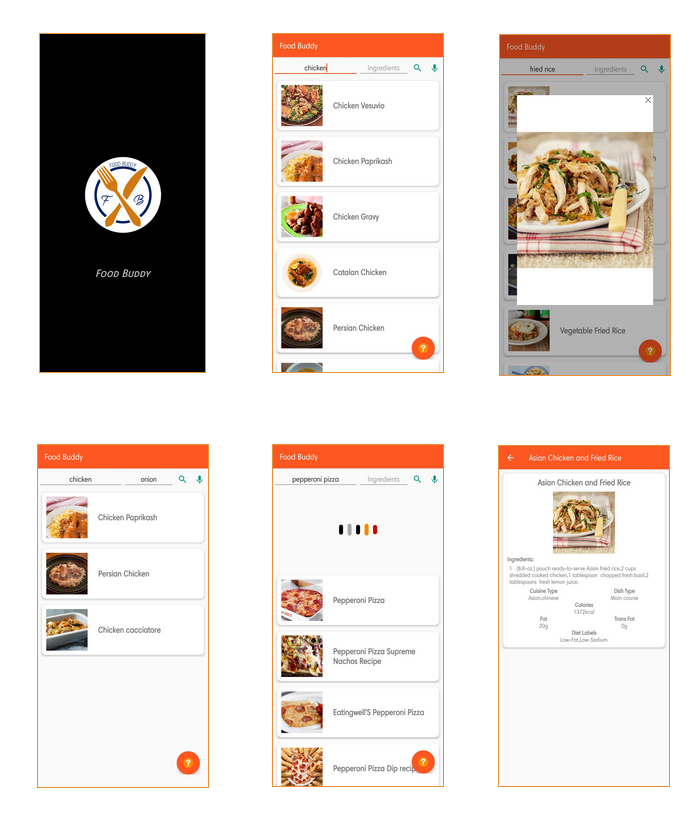 FOOD BUDDY
F B
Food Buddy
Food Buddy
chicken
Ingredients
Chicken Vesuvio
Chicken Paprikash
Chicken Gravy
Catalan Chicken
Persian Chicken
?
Food Buddy
fried rice
Ingredients
h
Vegetable Fried Rice
?
Food Buddy
chicken
onion
Chicken Paprikash
Persian Chicken
Chicken cacciatore
?
Food Buddy
pepperoni pizza
Ingredients
Pepperoni Pizza
Pepperoni Pizza Supreme
Nachos Recipe
Eatingwell'S Pepperoni Pizza
Pepperoni Pizza Dip recip
?
Asian Chicken and Fried Rice
Asian Chicken and Fried Rice
Ingredients:
1 (8.8-oz.) pouch ready-to-serve Asian fried rice,2 cups
shredded cooked chicken,1 tablespoon chopped fresh basil,2
tablespoons fresh lemon juice.
Cuisine Type Dish Type
Asian,chinese Main course
Calories
1372kcal
Fat Trans Fat
20g 0g
Diet Labels
Low-Fat,Low-Sodium